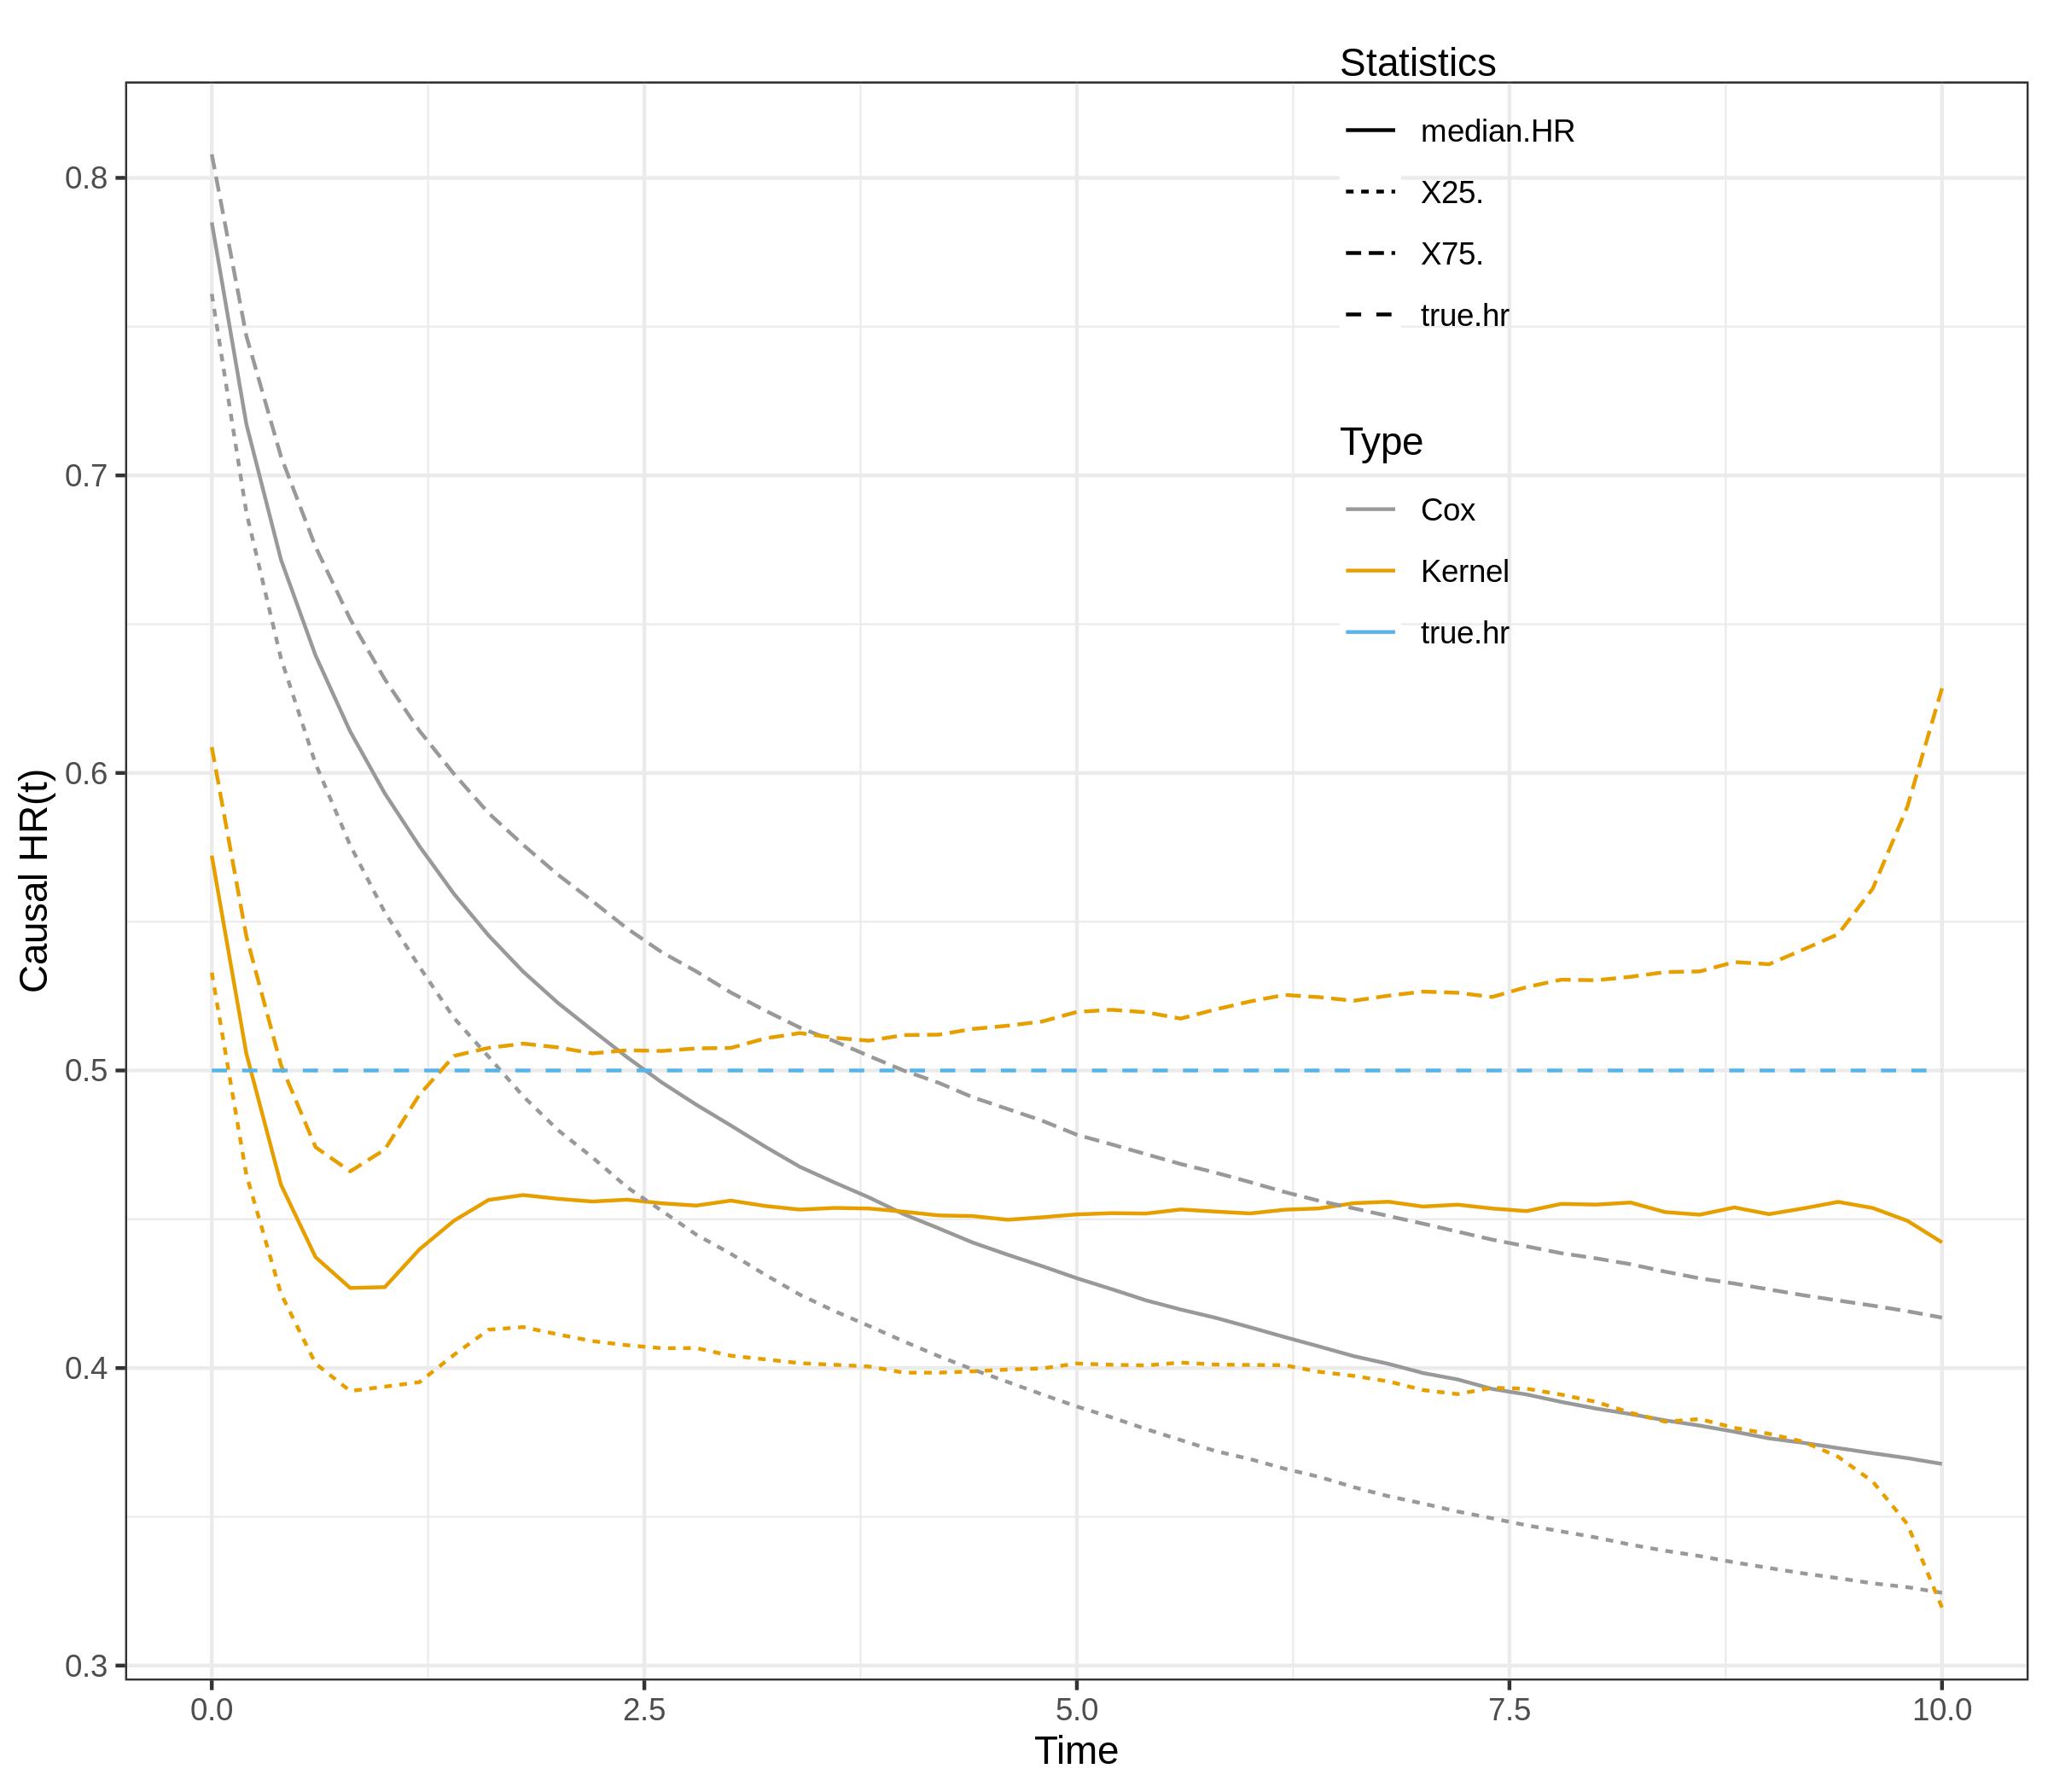 Statistics
median.HR
X25.
X75.
true.hr
Type
Cox
Kernel
true.hr
Causal HR(t)
0.8
0.7
0.6
0.5
0.4
0.3
0.0 2.5 5.0 7.5 10.0
Time